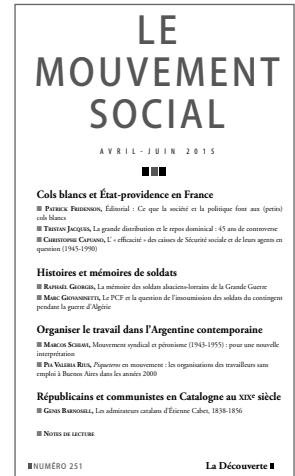 LE
MOUVEMENT
SOCIAL
AVRIL-JUIN 2015
Cols blancs et État-providence en France
PATRICK FRIDENSON, Éditorial : Ce que la société et la politique font aux (petits)
cols blancs
TRISTAN JACQUES, La grande distribution et le repos dominical : 45 ans de controverse
CHRISTOPHE CAPUANO, L’« efficacité » des caisses de Sécurité sociale et de leurs agents en
question (1945-1990)
Histoires et mémoires de soldats
RAPHAËL GEORGES, La mémoire des soldats alsaciens-lorrains de la Grande Guerre
MARC GIOVANINETTI, Le PCF et la question de l’insoumission des soldats du contingent
pendant la guerre d’Algérie
Organiser le travail dans l’Argentine contemporaine
MARCOS SCHIAVI, Mouvement syndical et péronisme (1943-1955) : pour une nouvelle
interprétation
PIA VALERIA RIUS, Piqueteros en mouvement : les organisations des travailleurs sans
emploi à Buenos Aires dans les années 2000
Républicains et communistes en Catalogne au XIXe siècle
GENÍS BARNOSELL, Les admirateurs catalans d’Étienne Cabet, 1838-1856
NOTES DE LECTURE
NUMÉRO 251
La Découverte